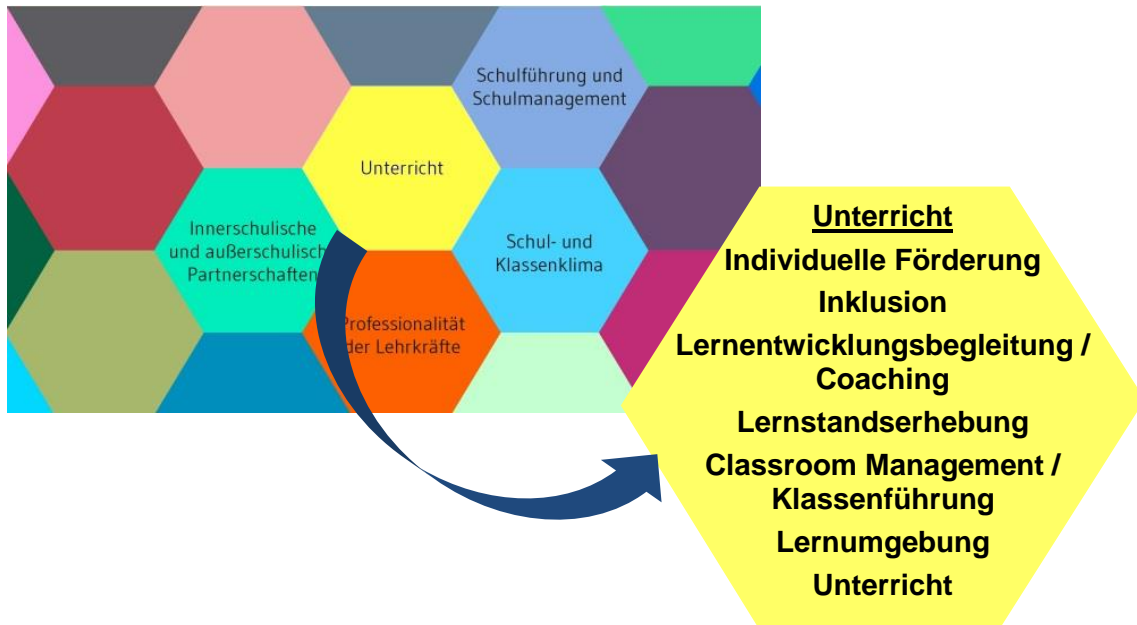 Schulführung und
Schulmanagement
Unterricht
Innerschulische
und außerschulisch
Partnerschaften
Schul- und
Klassenklima
Professionalität
der Lehrkräfte
Unterricht
Individuelle Förderung
Inklusion
Lernentwicklungsbegleitung /
Coaching
Lernstandserhebung
Classroom Management /
Klassenführung
Lernumgebung
Unterricht